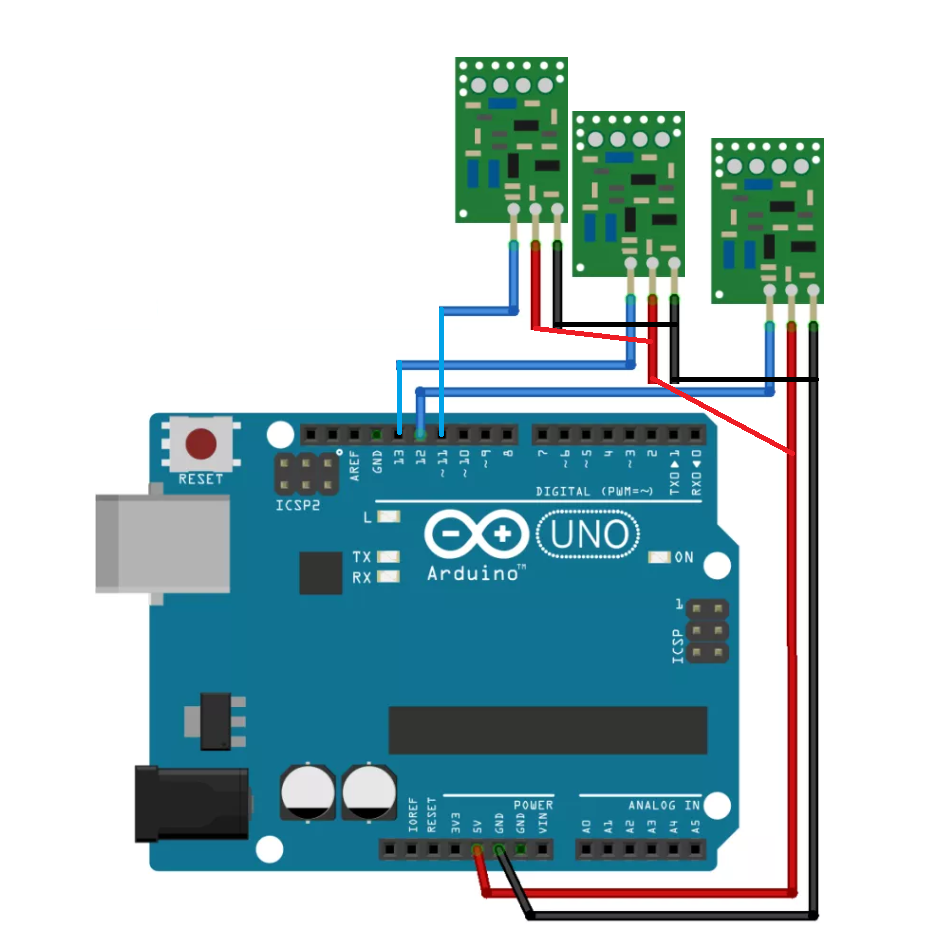 RESET
ICSP2
AREF
GND
13
12
~11
~10
~9
8
7
~6
~5
4
~3
2
TX0▶1
RX0◀0
DIGITAL (PWM=~)
L
TX
RX
UNO
Arduino™
ON
1
ICSP
POWER
ANALOG IN
IOREF
RESET
3V3
5V
GND
GND
VIN
A0
A1
A2
A3
A4
A5